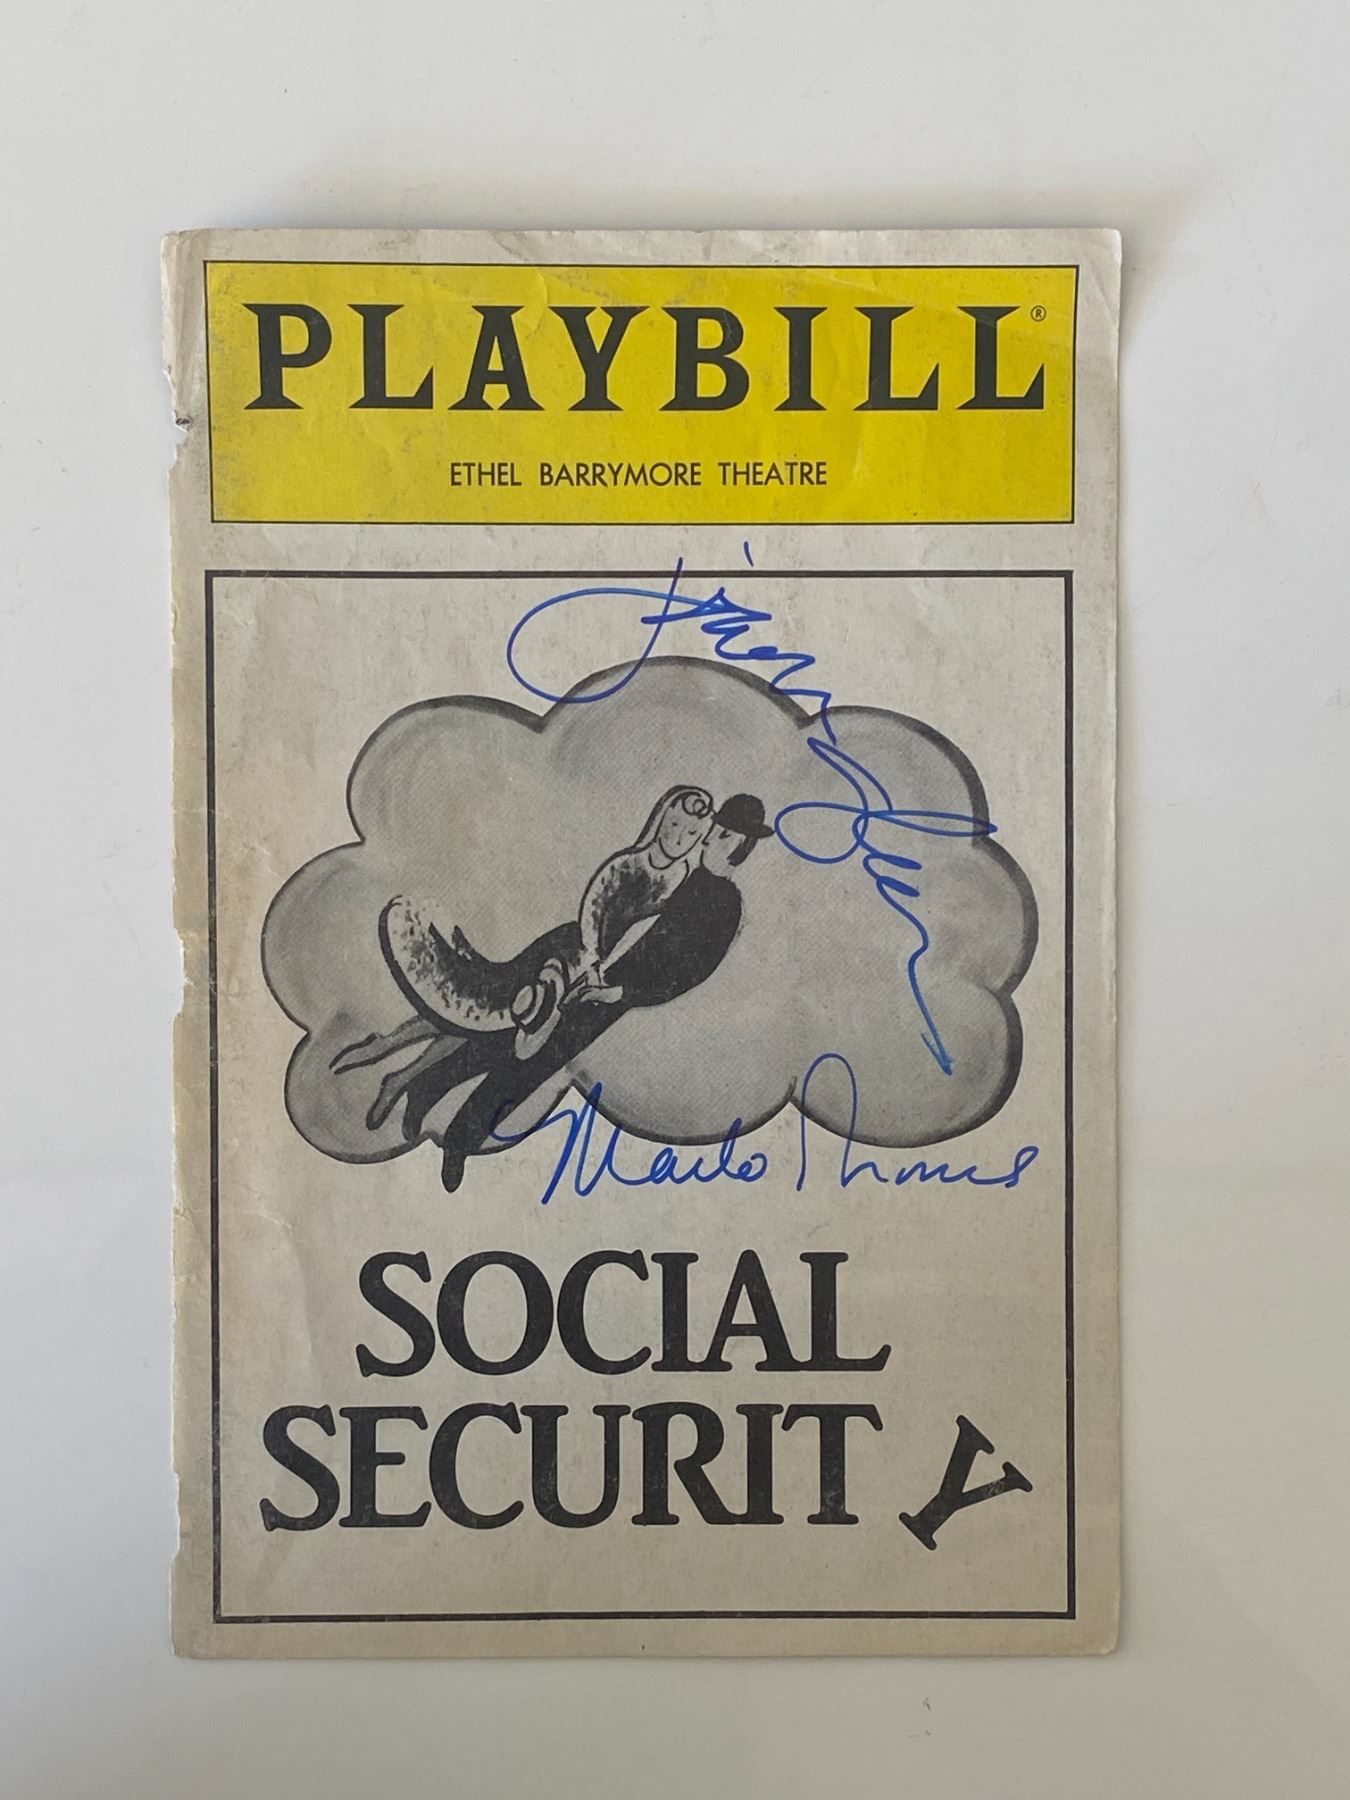 PLAYBILL®
ETHEL BARRYMORE THEATRE
Marlo Thomas
SOCIAL
SECURITY